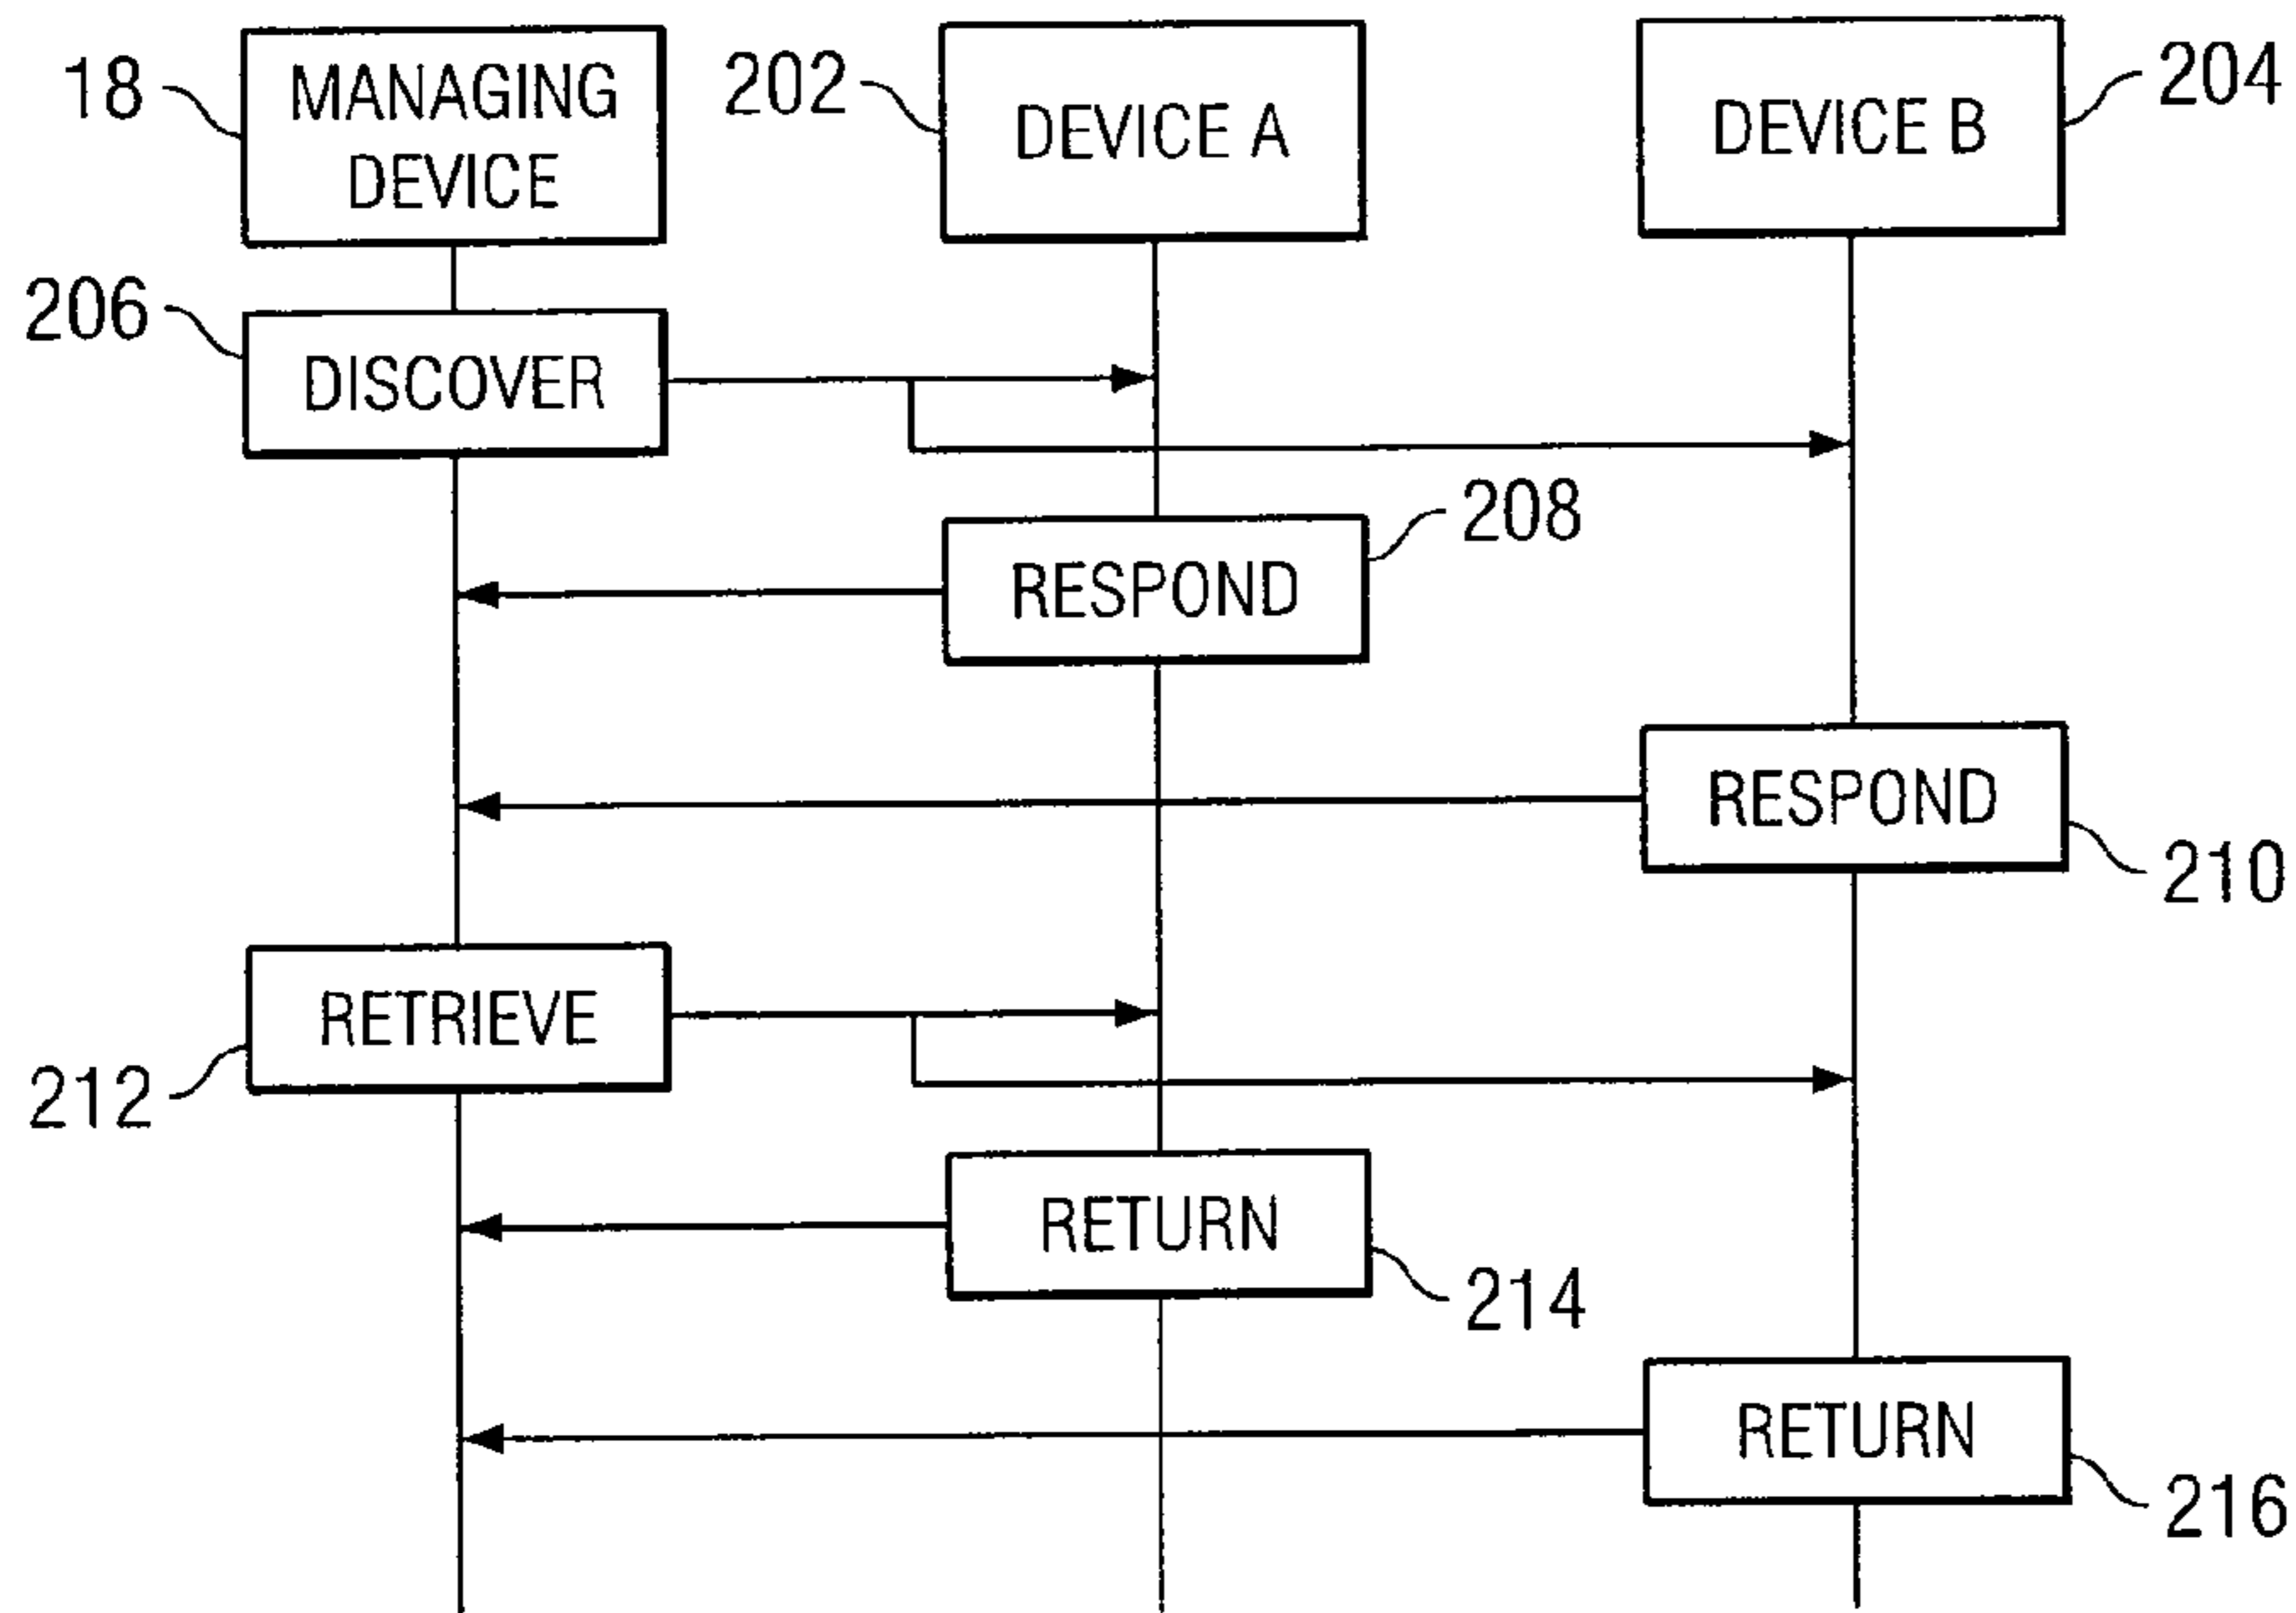 18
MANAGING
DEVICE
202
DEVICE A
DEVICE B
204
206
DISCOVER
RESPOND
208
RESPOND
210
RETRIEVE
212
RETURN
214
RETURN
216